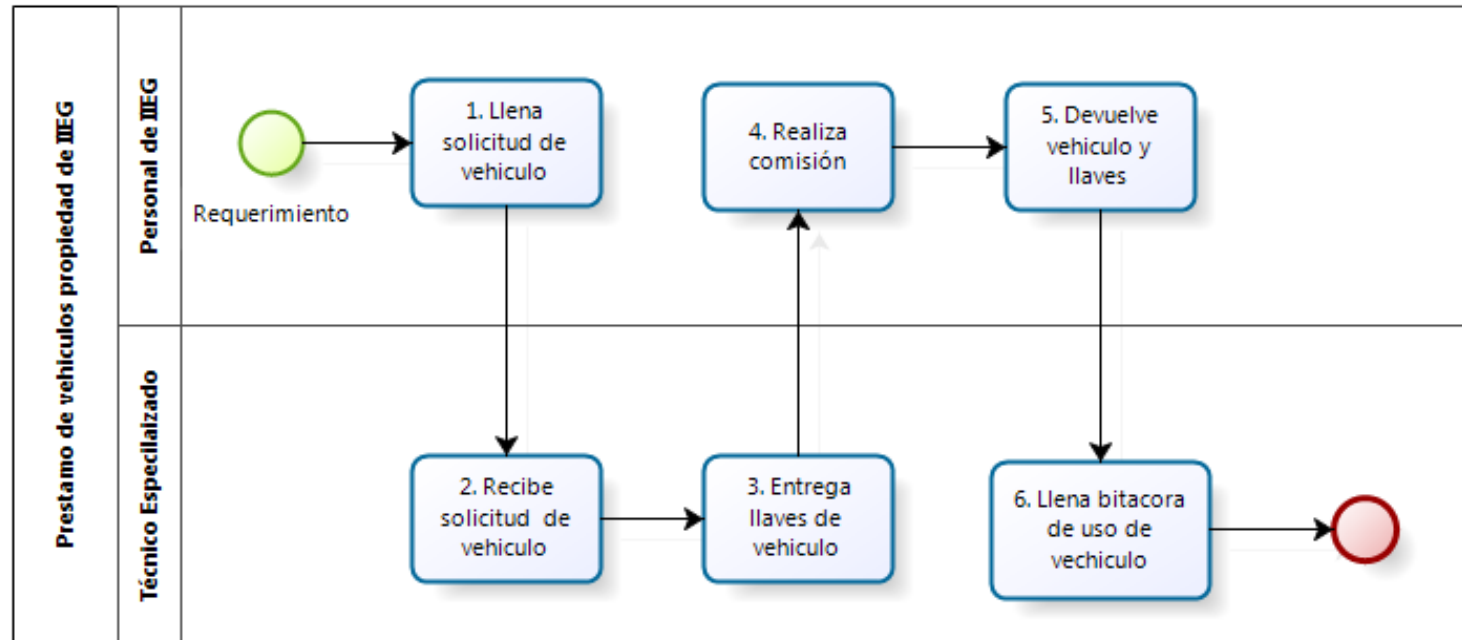 Prestamo de vehiculos propiedad de IIEG
Personal de IIEG
Requerimiento
1. Llena
solicitud de
vehiculo
4. Realiza
comisión
5. Devuelve
vehiculo y
llaves
Técnico Especilaizado
2. Recibe
solicitud de
vehiculo
3. Entrega
llaves de
vehiculo
6. Llena bitacora
de uso de
vechiculo